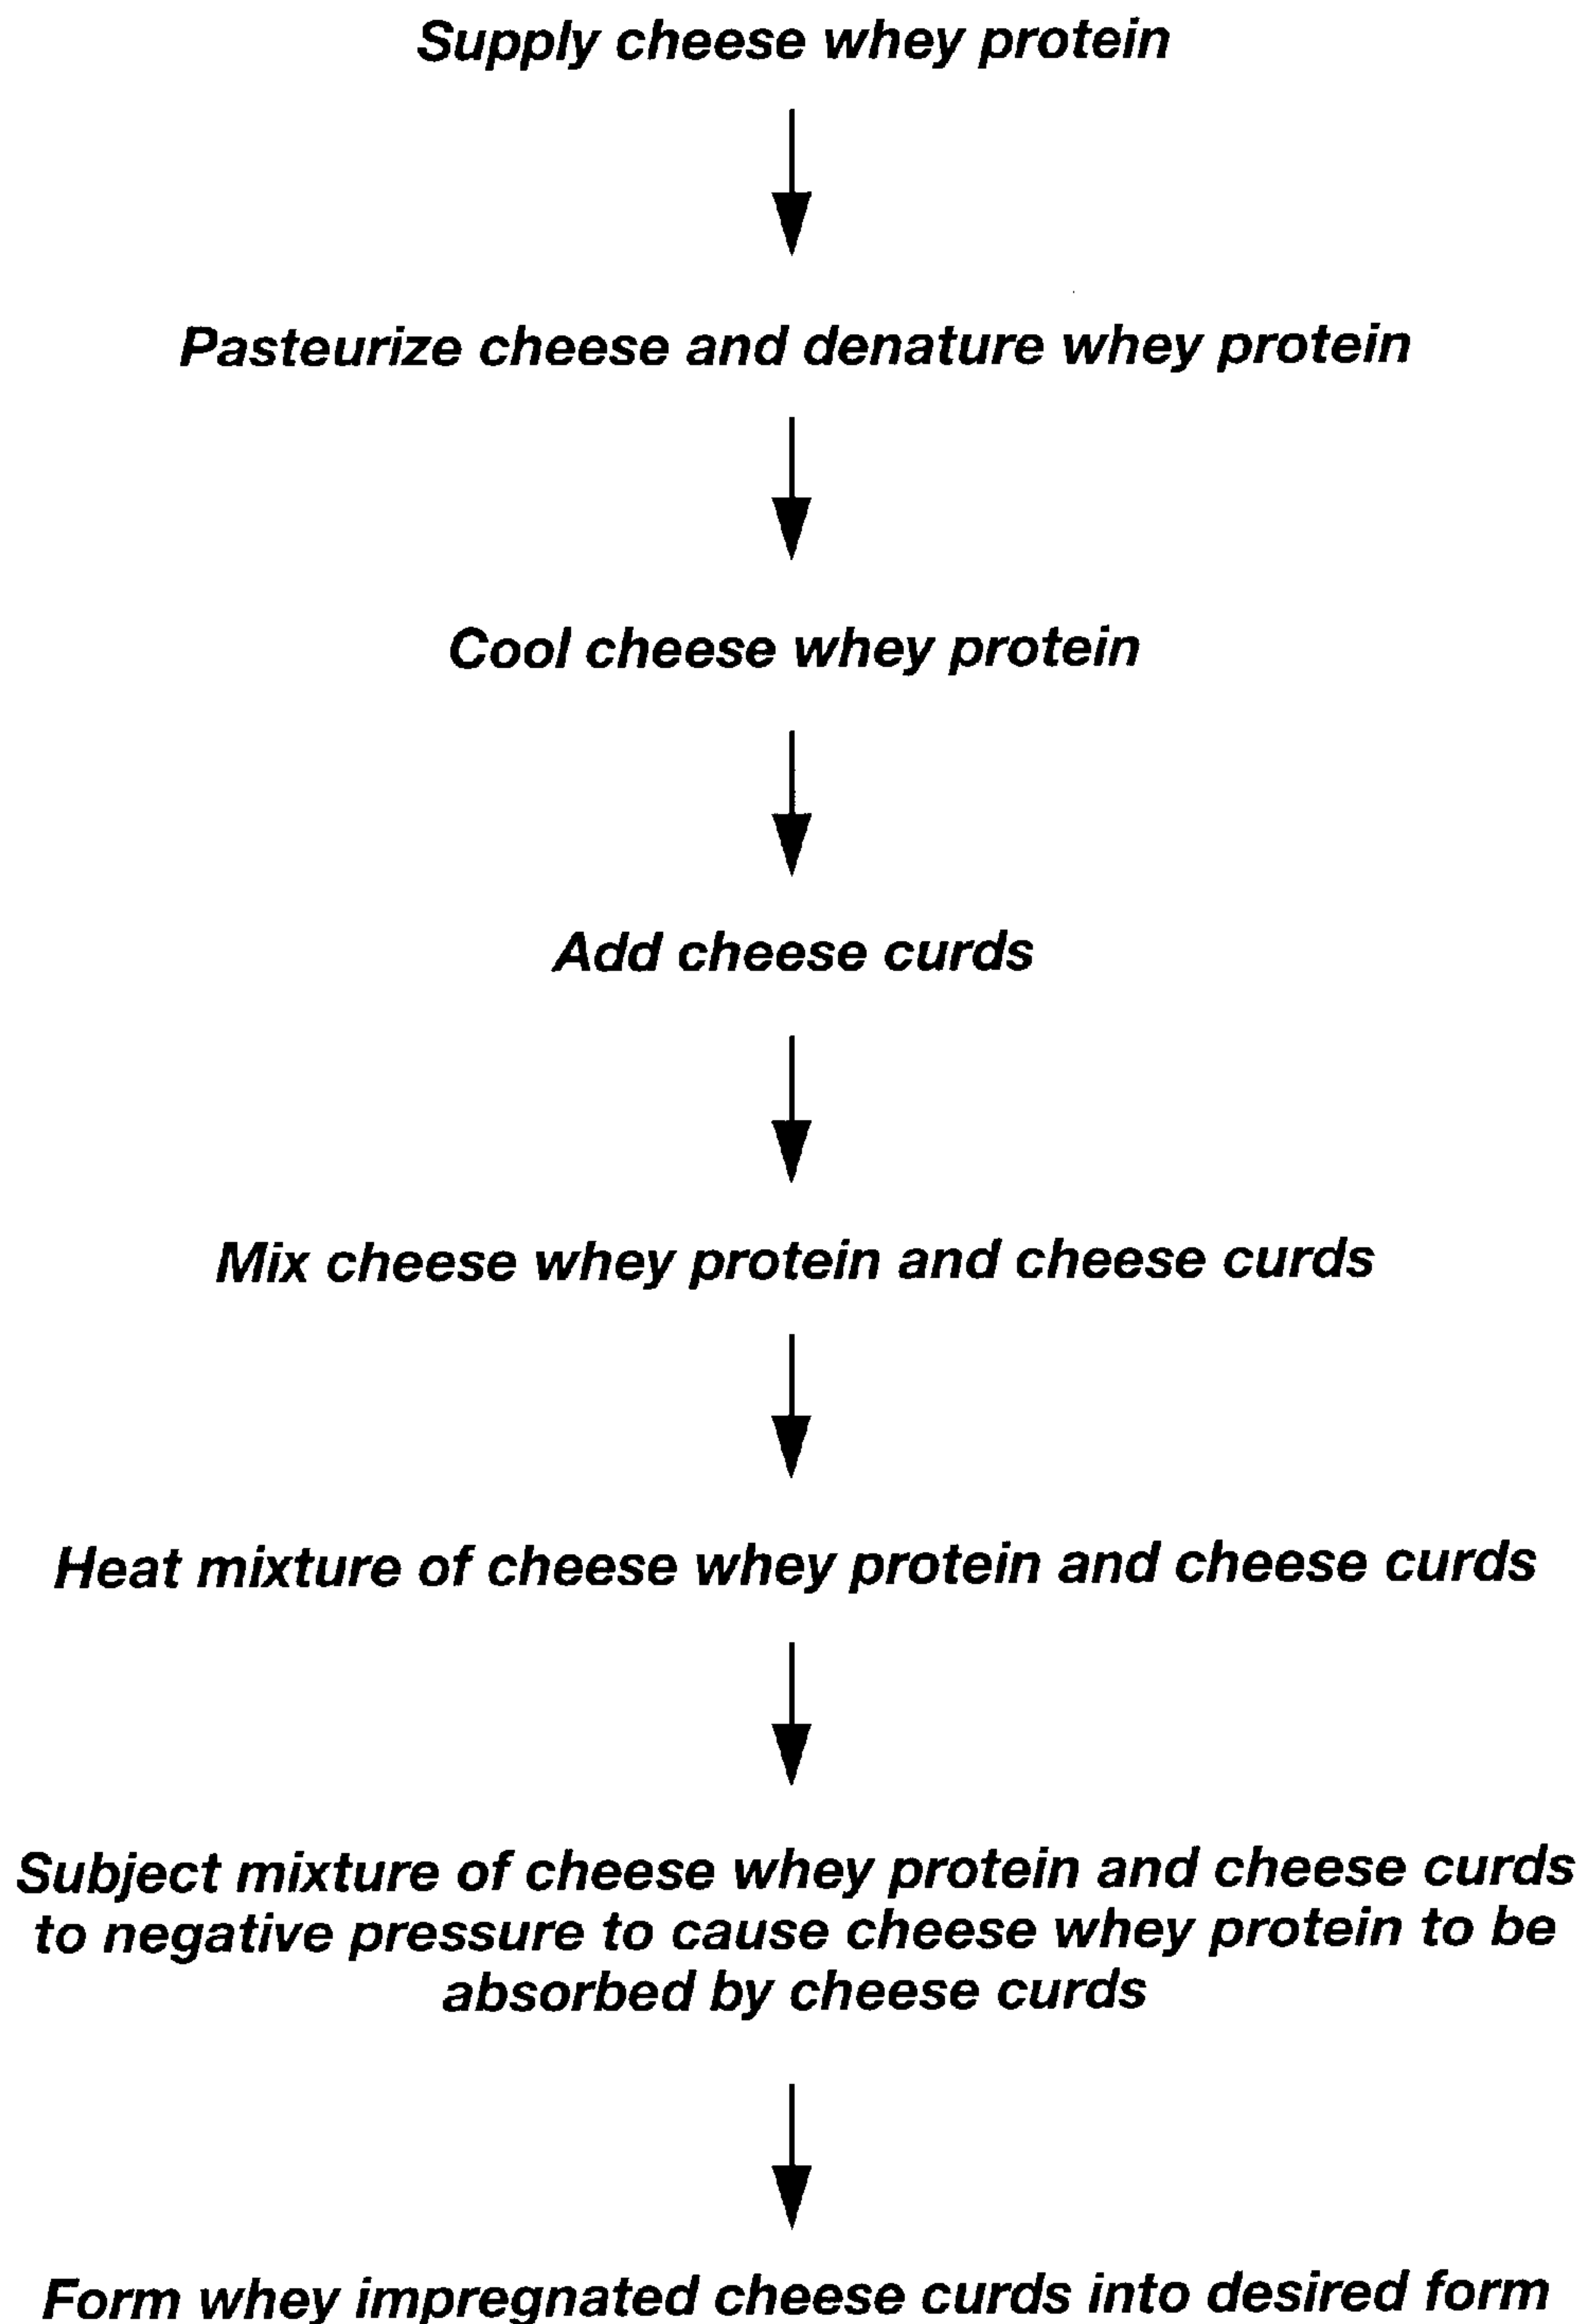 Supply cheese whey protein
Pasteurize cheese and denature whey protein
Cool cheese whey protein
Add cheese curds
Mix cheese whey protein and cheese curds
Heat mixture of cheese whey protein and cheese curds
Subject mixture of cheese whey protein and cheese curds
to negative pressure to cause cheese whey protein to be
absorbed by cheese curds
Form whey impregnated cheese curds into desired form